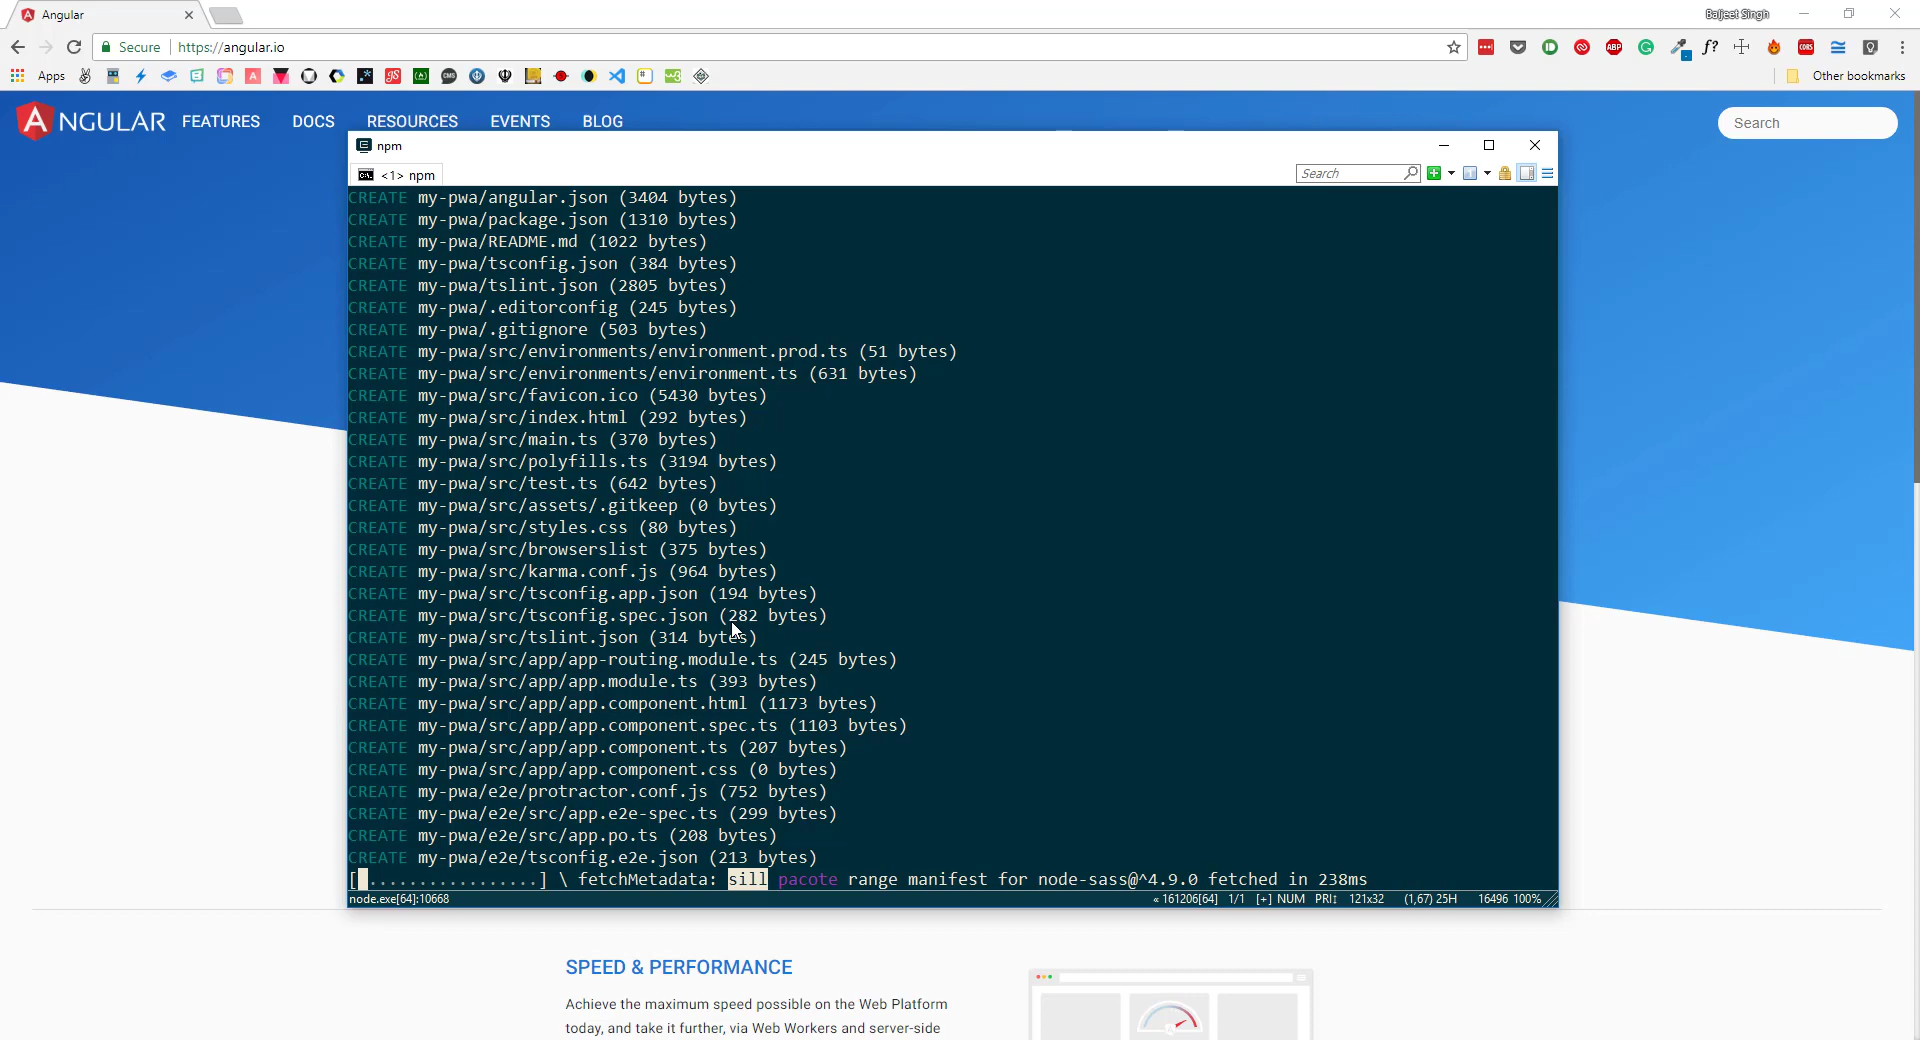 Angular
Baljeet Singh
Secure https://angular.io
Apps
Other bookmarks
ANGULAR FEATURES DOCS RESOURCES EVENTS BLOG
Search
npm
<1> npm
Search
CREATE my-pwa/angular.json (3404 bytes)
CREATE my-pwa/package.json (1310 bytes)
CREATE my-pwa/README.md (1022 bytes)
CREATE my-pwa/tsconfig.json (384 bytes)
CREATE my-pwa/tslint.json (2805 bytes)
CREATE my-pwa/.editorconfig (245 bytes)
CREATE my-pwa/.gitignore (503 bytes)
CREATE my-pwa/src/environments/environment.prod.ts (51 bytes)
CREATE my-pwa/src/environments/environment.ts (631 bytes)
CREATE my-pwa/src/favicon.ico (5430 bytes)
CREATE my-pwa/src/index.html (292 bytes)
CREATE my-pwa/src/main.ts (370 bytes)
CREATE my-pwa/src/polyfills.ts (3194 bytes)
CREATE my-pwa/src/test.ts (642 bytes)
CREATE my-pwa/src/assets/.gitkeep (0 bytes)
CREATE my-pwa/src/styles.css (80 bytes)
CREATE my-pwa/src/browserslist (375 bytes)
CREATE my-pwa/src/karma.conf.js (964 bytes)
CREATE my-pwa/src/tsconfig.app.json (194 bytes)
CREATE my-pwa/src/tsconfig.spec.json (282 bytes)
CREATE my-pwa/src/tslint.json (314 bytes)
CREATE my-pwa/src/app/app-routing.module.ts (245 bytes)
CREATE my-pwa/src/app/app.module.ts (393 bytes)
CREATE my-pwa/src/app/app.component.html (1173 bytes)
CREATE my-pwa/src/app/app.component.spec.ts (1103 bytes)
CREATE my-pwa/src/app/app.component.ts (207 bytes)
CREATE my-pwa/src/app/app.component.css (0 bytes)
CREATE my-pwa/e2e/protractor.conf.js (752 bytes)
CREATE my-pwa/e2e/src/app.e2e-spec.ts (299 bytes)
CREATE my-pwa/e2e/src/app.po.ts (208 bytes)
CREATE my-pwa/e2e/tsconfig.e2e.json (213 bytes)
[ .................] \ fetchMetadata: sill pacote range manifest for node-sass@^4.9.0 fetched in 238ms
node.exe[64]:10668 « 161206[64] 1/1 [+] NUM PRI↕ 121x32 (1,67) 25H 16496 100%
SPEED & PERFORMANCE
Achieve the maximum speed possible on the Web Platform
today, and take it further, via Web Workers and server-side